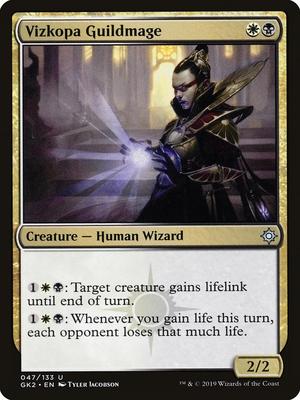 Vizkopa Guildmage
Creature — Human Wizard
1: Target creature gains lifelink
until end of turn.
1: Whenever you gain life this turn,
each opponent loses that much life.
2/2
047/133 U
GK2 • EN Tyler Jacobson
™ & © 2019 Wizards of the Coast